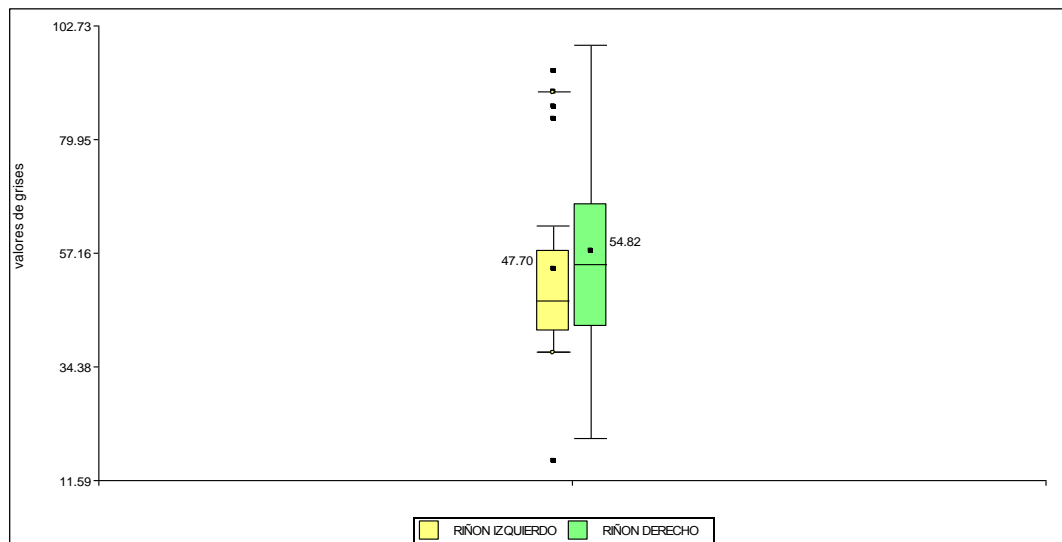 102.73
79.95
valores de grises
57.16
47.70
54.82
34.38
11.59
RIÑON IZQUIERDO
RIÑON DERECHO